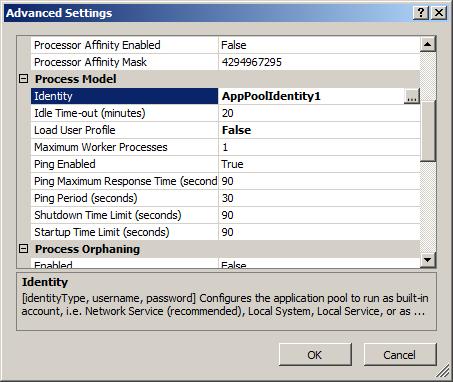 Advanced Settings
Processor Affinity Enabled False
Processor Affinity Mask 4294967295
Process Model
Identity AppPoolIdentity1 ...
Idle Time-out (minutes) 20
Load User Profile False
Maximum Worker Processes 1
Ping Enabled True
Ping Maximum Response Time (second 90
Ping Period (seconds) 30
Shutdown Time Limit (seconds) 90
Startup Time Limit (seconds) 90
Process Orphaning
Enabled False
Identity
[identityType, username, password] Configures the application pool to run as built-in
account, i.e. Network Service (recommended), Local System, Local Service, or as ...
OK Cancel